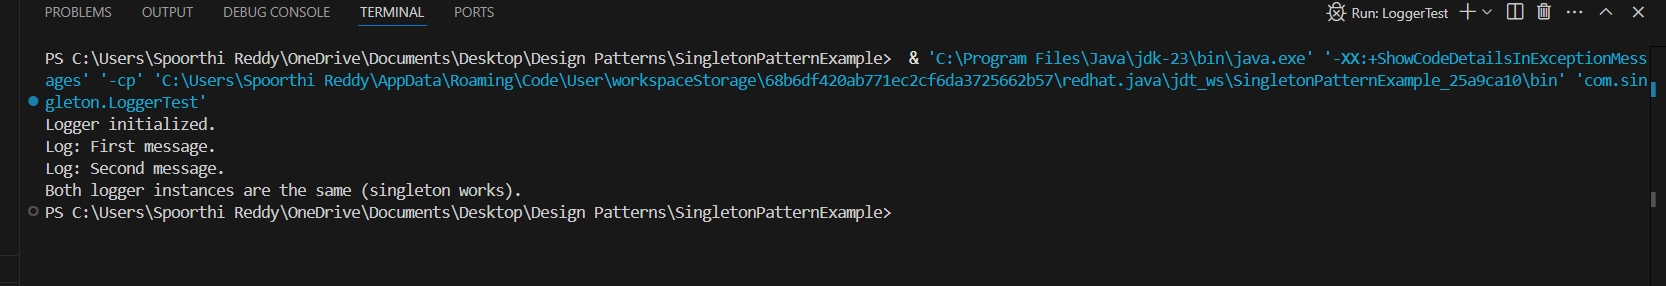 PROBLEMS OUTPUT DEBUG CONSOLE TERMINAL PORTS Run: LoggerTest
PS C:\Users\Spoorthi Reddy\OneDrive\Documents\Desktop\Design Patterns\SingletonPatternExample>  & 'C:\Program Files\Java\jdk-23\bin\java.exe' '-XX:+ShowCodeDetailsInExceptionMess
ages' '-cp' 'C:\Users\Spoorthi Reddy\AppData\Roaming\Code\User\workspaceStorage\68b6df420ab771ec2cf6da3725662b57\redhat.java\jdt_ws\SingletonPatternExample_25a9ca10\bin' 'com.sin
gleton.LoggerTest'
Logger initialized.
Log: First message.
Log: Second message.
Both logger instances are the same (singleton works).
PS C:\Users\Spoorthi Reddy\OneDrive\Documents\Desktop\Design Patterns\SingletonPatternExample>